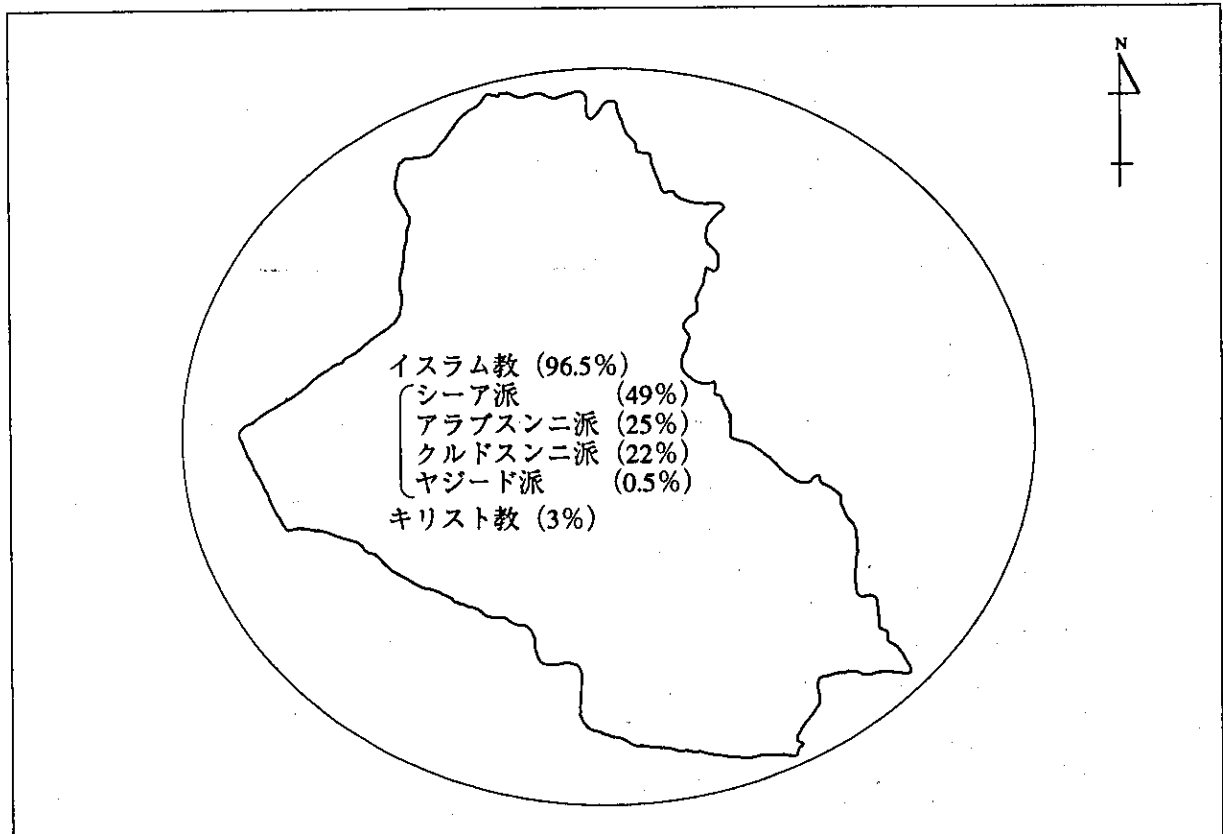 N
イスラム教 (96.5%)
シーア派 (49%)
アラブスンニ派 (25%)
クルドスンニ派 (22%)
ヤジード派 (0.5%)
キリスト教 (3%)